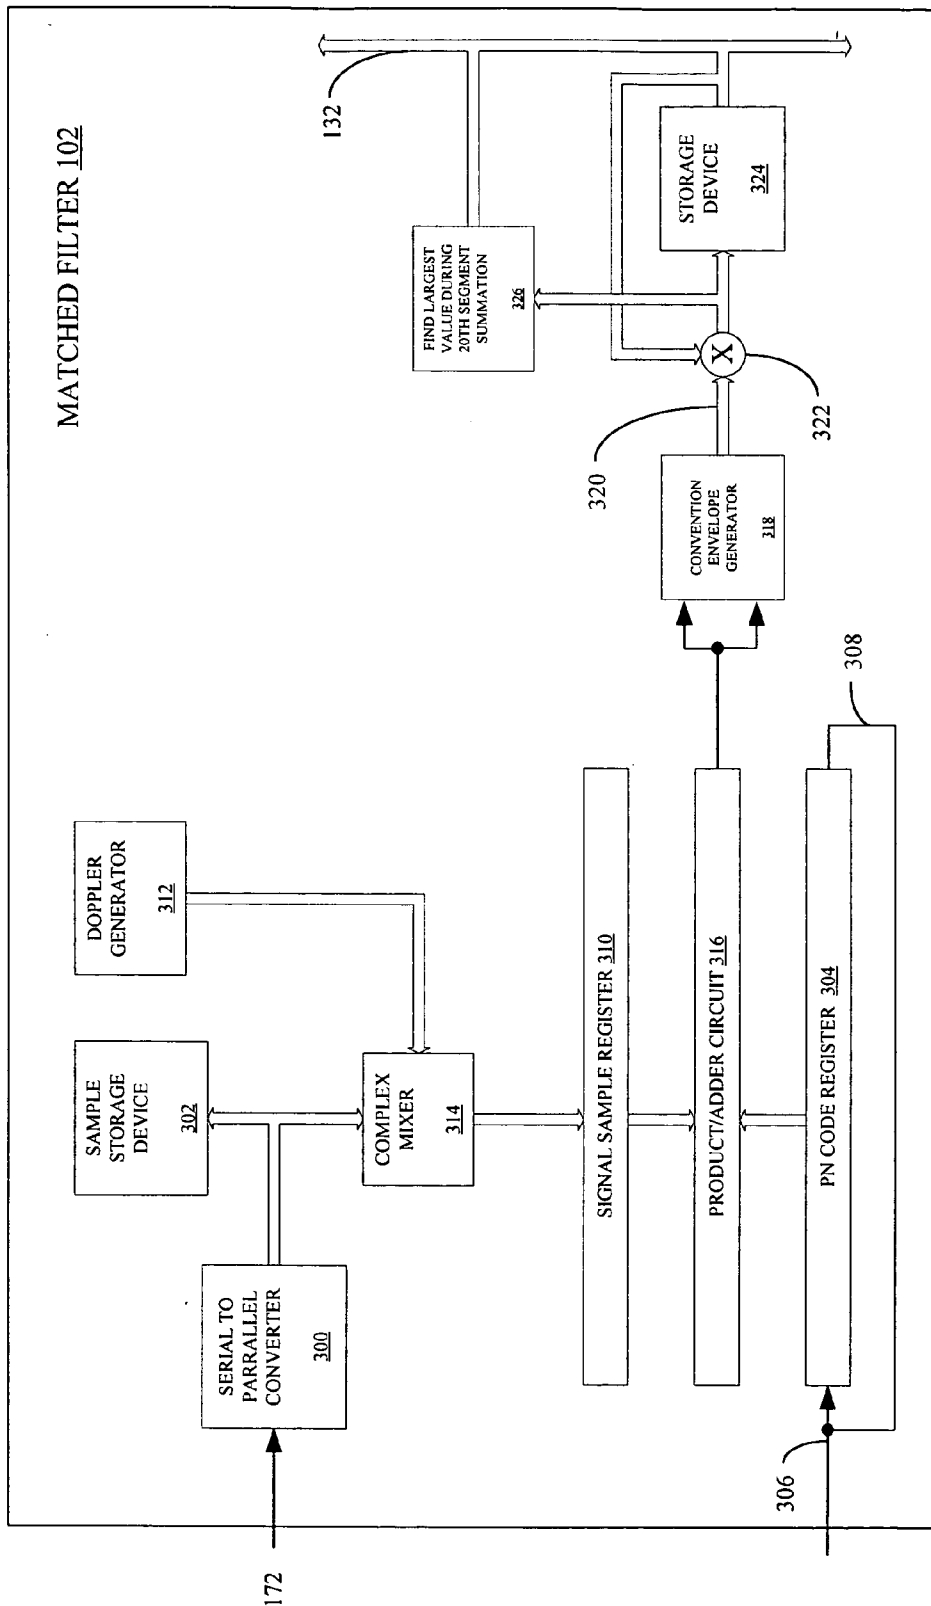 MATCHED FILTER 102
132
SAMPLE
STORAGE
DEVICE
302
DOPPLER
GENERATOR
312
SERIAL TO
PARRALLEL
CONVERTER
300
172
COMPLEX
MIXER
314
FIND LARGEST
VALUE DURING
20TH SEGMENT
SUMMATION
326
SIGNAL SAMPLE REGISTER 310
PRODUCT/ADDER CIRCUIT 316
PN CODE REGISTER 304
306
308
CONVENTION
ENVELOPE
GENERATOR
318
320
X
322
STORAGE
DEVICE
324